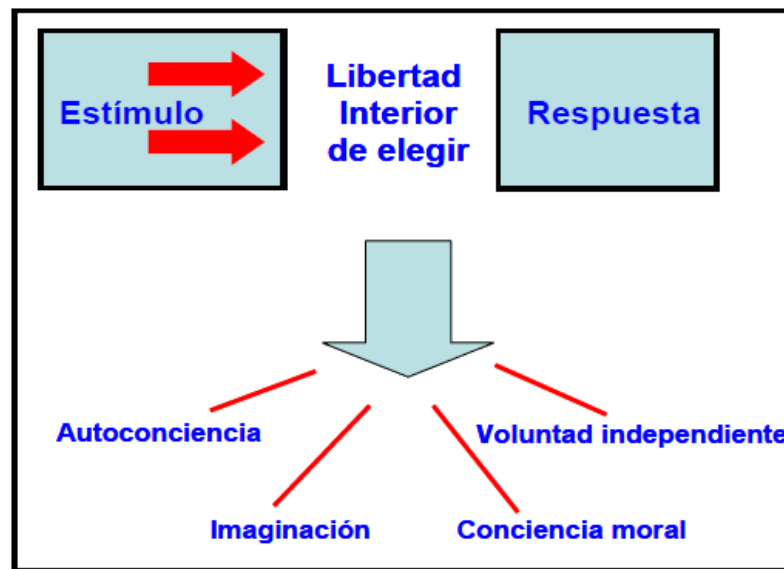 Estímulo
Libertad
Interior
de elegir
Respuesta
Autoconciencia
Voluntad independiente
Imaginación
Conciencia moral